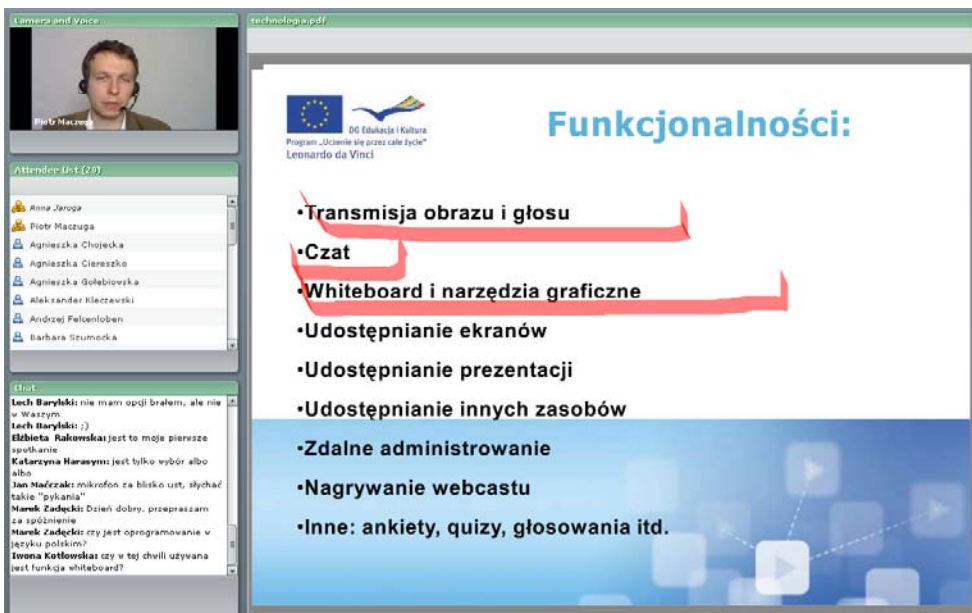 Camera and Voice
Piotr Maczuga
Attendee List (20)
Anna Jaroga
Piotr Maczuga
Agnieszka Chojecka
Agnieszka Ciereszko
Agnieszka Gołebiowska
Aleksander Kleczewski
Andrzej Felcenloben
Barbara Szumocka
Chat
Lech Barylski: nie mam opcji brałem, ale nie
w Waszym
Lech Barylski: ;)
Elżbieta Rakowska: jest to moje pierwsze
spotkanie
Katarzyna Harasym: jest tylko wybór albo
albo
Jan Maćczak: mikrofon za blisko ust, słychać
takie "pykania"
Marek Zadęcki: Dzień dobry, przepraszam
za spóźnienie
Marek Zadęcki: czy jest oprogramowanie w
języku polskim?
Iwona Kotłowska: czy w tej chwili używana
jest funkcja whiteboard?
technologia.pdf
DG Edukacja i Kultura
Program „Uczenie się przez całe życie"
Leonardo da Vinci
Funkcjonalności:
•Transmisja obrazu i głosu
•Czat
•Whiteboard i narzędzia graficzne
•Udostępnianie ekranów
•Udostępnianie prezentacji
•Udostępnianie innych zasobów
•Zdalne administrowanie
•Nagrywanie webcastu
•Inne: ankiety, quizy, głosowania itd.